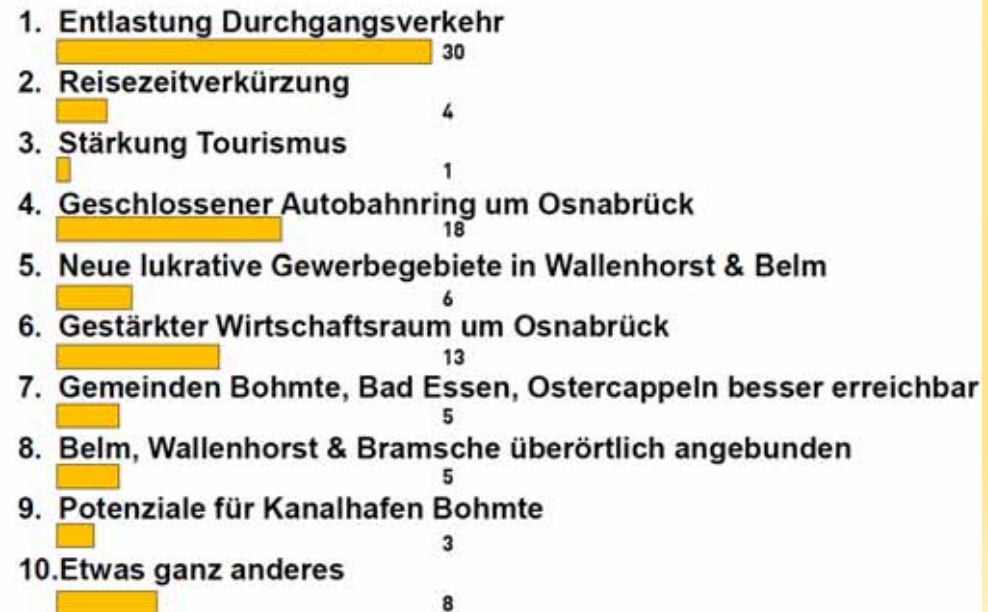 1. Entlastung Durchgangsverkehr
30
2. Reisezeitverkürzung
4
3. Stärkung Tourismus
1
4. Geschlossener Autobahnring um Osnabrück
18
5. Neue lukrative Gewerbegebiete in Wallenhorst & Belm
6
6. Gestärkter Wirtschaftsraum um Osnabrück
13
7. Gemeinden Bohmte, Bad Essen, Ostercappeln besser erreichbar
5
8. Belm, Wallenhorst & Bramsche überörtlich angebunden
5
9. Potenziale für Kanalhafen Bohmte
3
10.Etwas ganz anderes
8